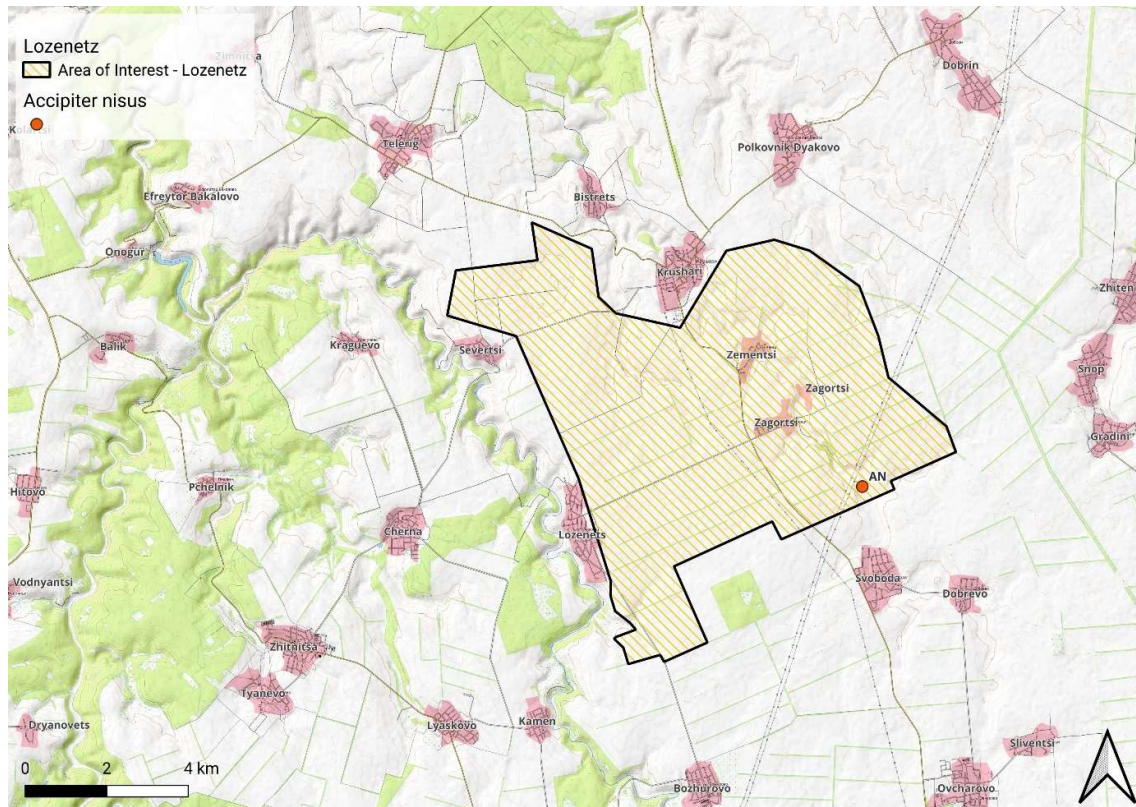 Lozenetz
Area of Interest - Lozenetz
Accipiter nisus
Zimnitsa
Dobrin
Telerig
Polkovnik Dyakovo
Efreytor Bakalovo
Bistrets
Onogur
Krushari
Zhiten
Balik
Kraguevo
Severtsi
Zementsi
Snop
Zagortsi
Zagortsi
Gradini
AN
Hitovo
Pchelnik
Cherna
Lozenets
Vodnyantsi
Svoboda
Dobrevo
Zhitnitsa
Tyanevo
Dryanovets
Lyaskovo
Kamen
Sliventsi
0 2 4 km
Bozhurovo
Ovcharovo